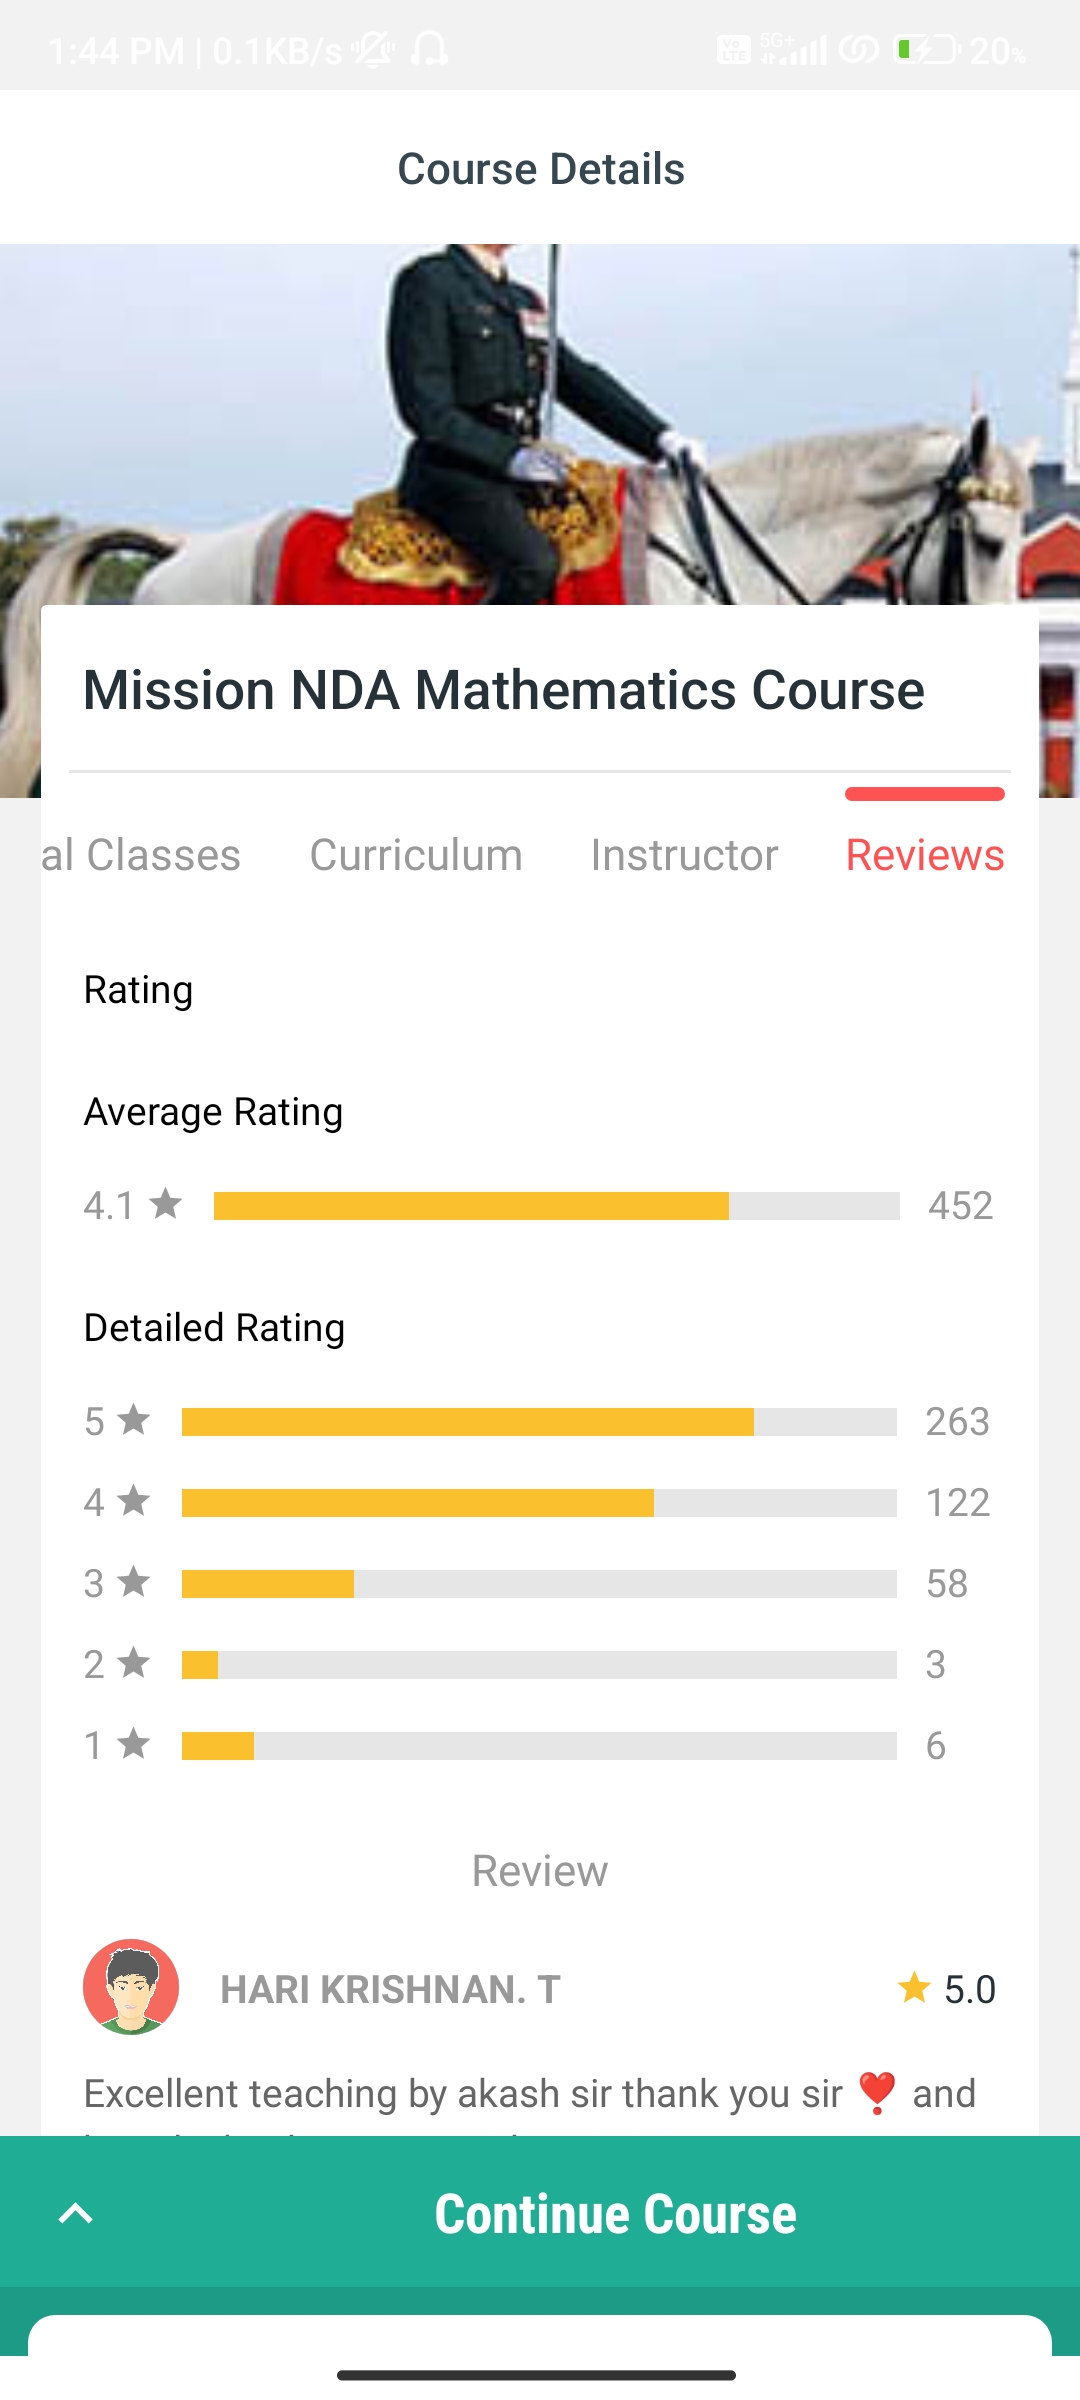 1:44 PM | 0.1KB/s
Vo LTE 5G+ 20%
Course Details
Mission NDA Mathematics Course
al Classes Curriculum Instructor Reviews
Rating
Average Rating
4.1 452
Detailed Rating
5 263
4 122
3 58
2 3
1 6
Review
HARI KRISHNAN. T 5.0
Excellent teaching by akash sir thank you sir ❣️ and
Continue Course